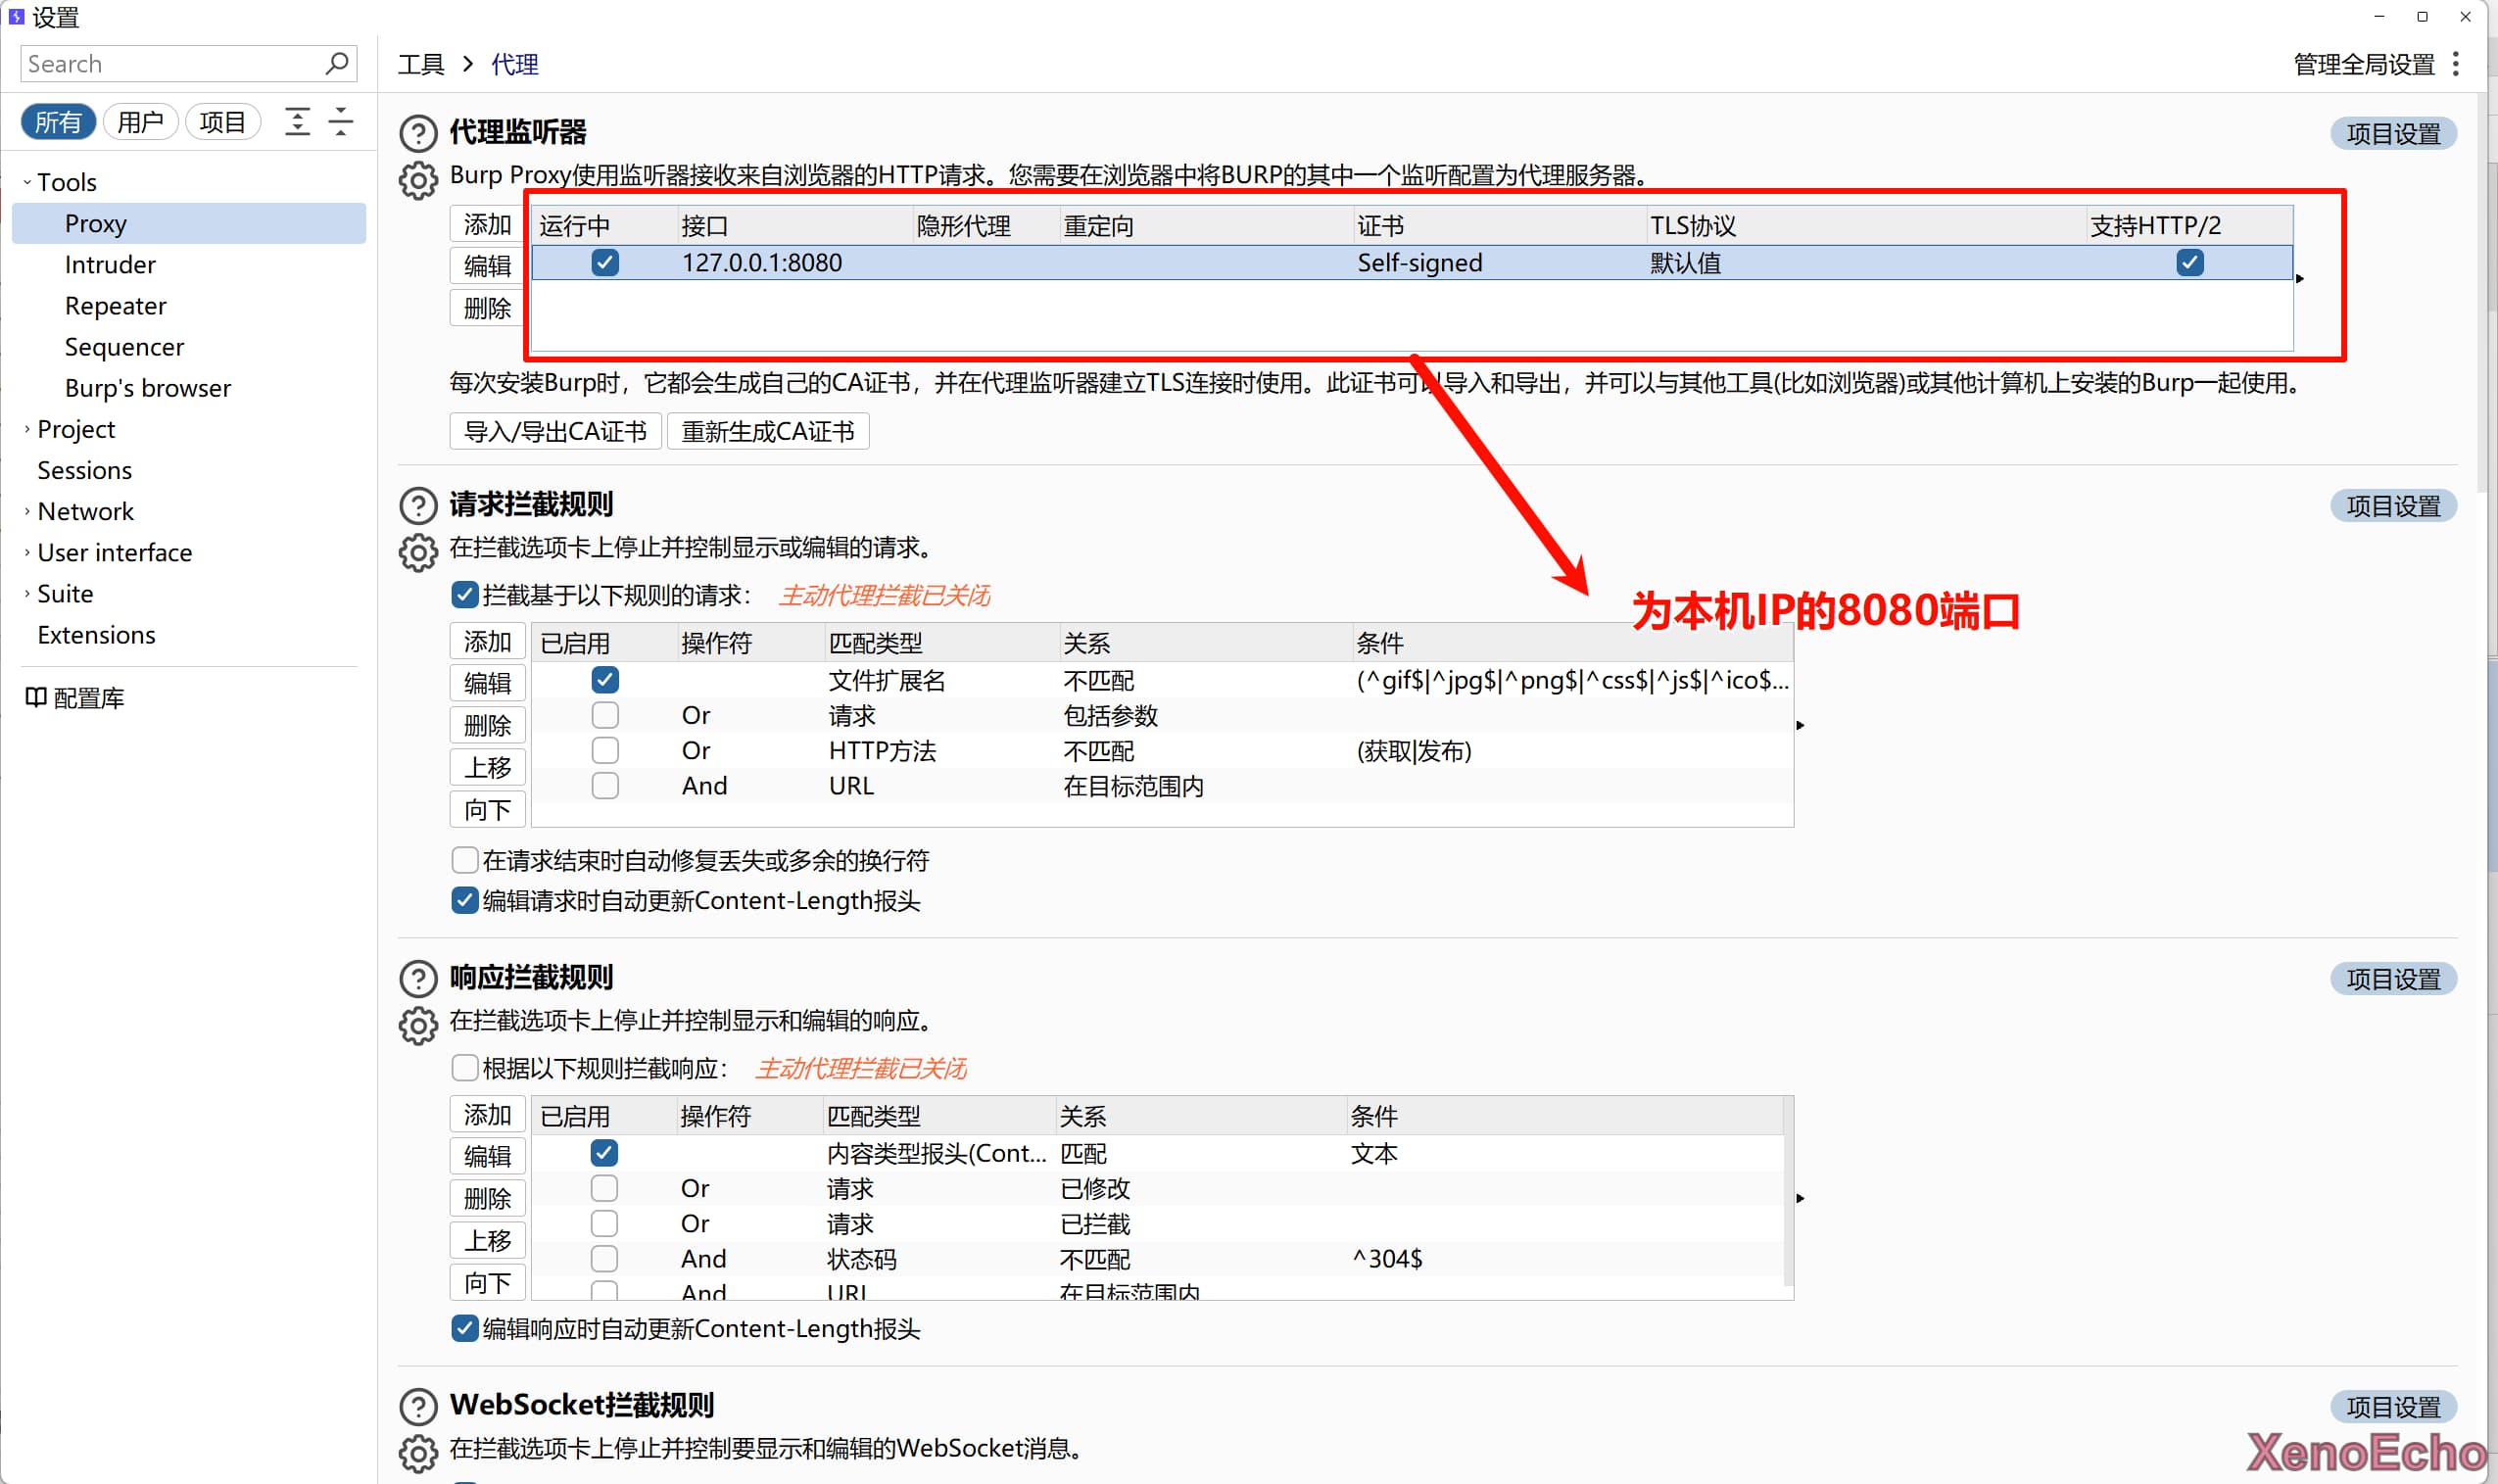 设置
Search
工具 > 代理
管理全局设置
所有 用户 项目
Tools
Proxy
Intruder
Repeater
Sequencer
Burp's browser
Project
Sessions
Network
User interface
Suite
Extensions
配置库
代理监听器
项目设置
Burp Proxy使用监听器接收来自浏览器的HTTP请求。您需要在浏览器中将BURP的其中一个监听配置为代理服务器。
添加
编辑
删除
运行中 接口 隐形代理 重定向 证书 TLS协议 支持HTTP/2
127.0.0.1:8080 Self-signed 默认值
每次安装Burp时，它都会生成自己的CA证书，并在代理监听器建立TLS连接时使用。此证书可以导入和导出，并可以与其他工具(比如浏览器)或其他计算机上安装的Burp一起使用。
导入/导出CA证书 重新生成CA证书
请求拦截规则
项目设置
在拦截选项卡上停止并控制显示或编辑的请求。
拦截基于以下规则的请求： 主动代理拦截已关闭
为本机IP的8080端口
添加
编辑
删除
上移
向下
已启用 操作符 匹配类型 关系 条件
文件扩展名 不匹配 (^gif$|^jpg$|^png$|^css$|^js$|^ico$...
Or 请求 包括参数
Or HTTP方法 不匹配 (获取|发布)
And URL 在目标范围内
在请求结束时自动修复丢失或多余的换行符
编辑请求时自动更新Content-Length报头
响应拦截规则
项目设置
在拦截选项卡上停止并控制显示和编辑的响应。
根据以下规则拦截响应： 主动代理拦截已关闭
添加
编辑
删除
上移
向下
已启用 操作符 匹配类型 关系 条件
内容类型报头(Cont... 匹配 文本
Or 请求 已修改
Or 请求 已拦截
And 状态码 不匹配 ^304$
And URL 在目标范围内
编辑响应时自动更新Content-Length报头
WebSocket拦截规则
项目设置
在拦截选项卡上停止并控制要显示和编辑的WebSocket消息。
XenoEcho